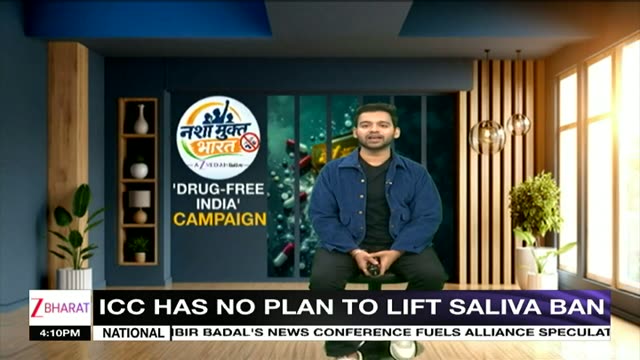 नशा मुक्त
भारत
'DRUG-FREE
INDIA'
CAMPAIGN
Z BHARAT
ICC HAS NO PLAN TO LIFT SALIVA BAN
4:10PM
NATIONAL
IBIR BADAL'S NEWS CONFERENCE FUELS ALLIANCE SPECULAT